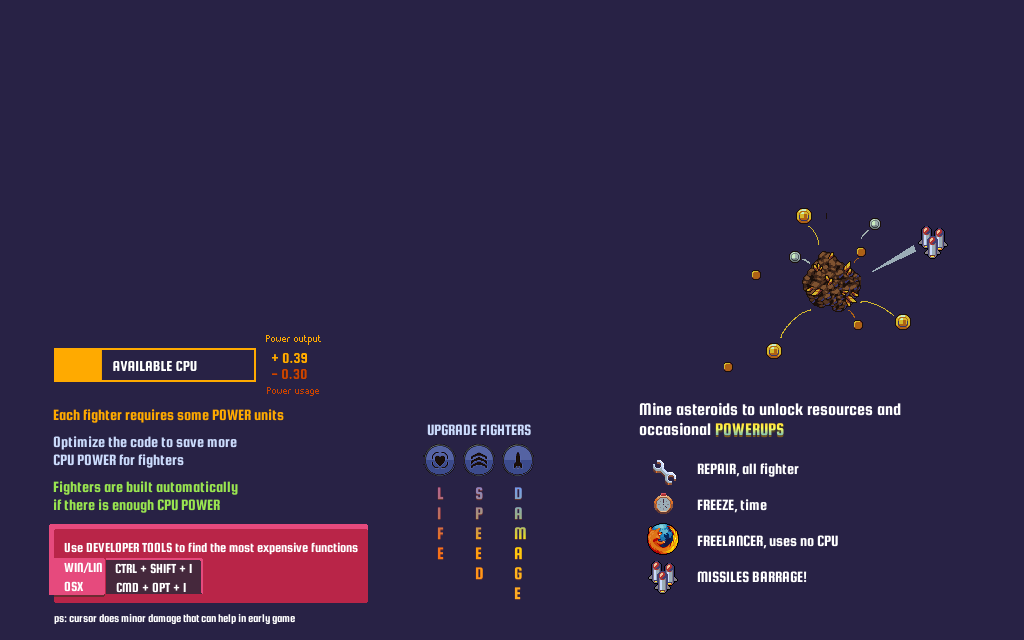 Power output
AVAILABLE CPU
+ 0.39
- 0.30
Power usage
Each fighter requires some POWER units
Optimize the code to save more
CPU POWER for fighters
Fighters are built automatically
if there is enough CPU POWER
Use DEVELOPER TOOLS to find the most expensive functions
WIN/LIN CTRL + SHIFT + I
OSX CMD + OPT + I
ps: cursor does minor damage that can help in early game
UPGRADE FIGHTERS
LIFE
SPEED
DAMAGE
Mine asteroids to unlock resources and
occasional POWERUPS
REPAIR, all fighter
FREEZE, time
FREELANCER, uses no CPU
MISSILES BARRAGE!